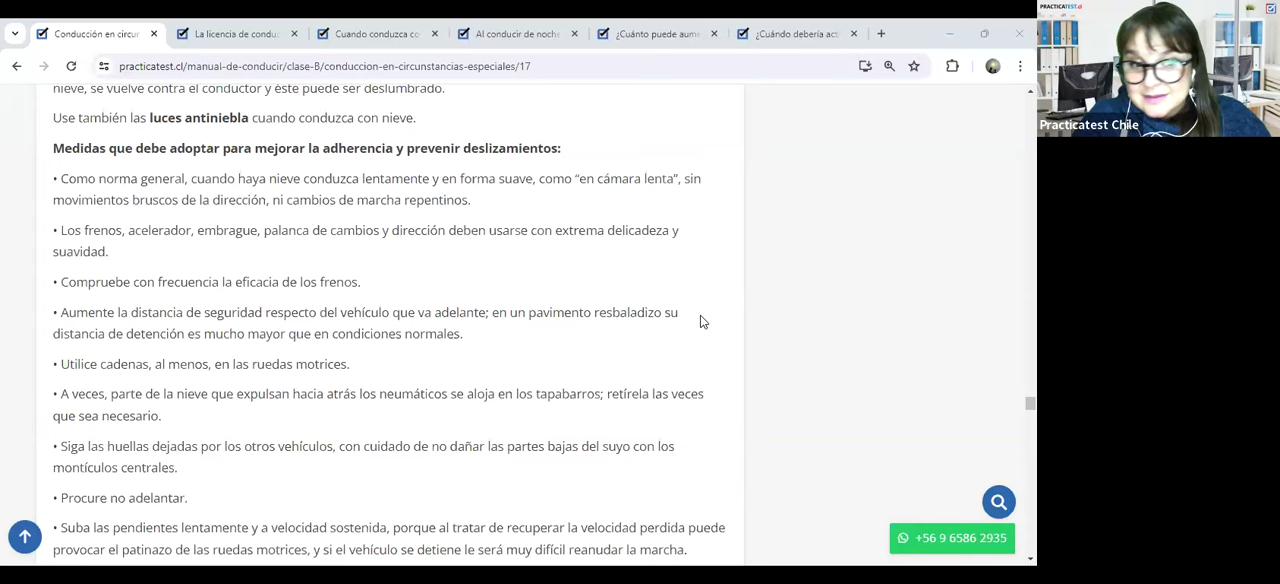 Conducción en circur
La licencia de condu
Cuando conduzca co
Al conducir de noche
¿Cuánto puede aume
¿Cuándo debería act
practicatest.cl/manual-de-conducir/clase-B/conduccion-en-circunstancias-especiales/17
PRACTICATEST.cl
Practicatest Chile
nieve, se vuelve contra el conductor y éste puede ser deslumbrado.
Use también las luces antiniebla cuando conduzca con nieve.
Medidas que debe adoptar para mejorar la adherencia y prevenir deslizamientos:
• Como norma general, cuando haya nieve conduzca lentamente y en forma suave, como “en cámara lenta”, sin
movimientos bruscos de la dirección, ni cambios de marcha repentinos.
• Los frenos, acelerador, embrague, palanca de cambios y dirección deben usarse con extrema delicadeza y
suavidad.
• Compruebe con frecuencia la eficacia de los frenos.
• Aumente la distancia de seguridad respecto del vehículo que va adelante; en un pavimento resbaladizo su
distancia de detención es mucho mayor que en condiciones normales.
• Utilice cadenas, al menos, en las ruedas motrices.
• A veces, parte de la nieve que expulsan hacia atrás los neumáticos se aloja en los tapabarros; retírela las veces
que sea necesario.
• Siga las huellas dejadas por los otros vehículos, con cuidado de no dañar las partes bajas del suyo con los
montículos centrales.
• Procure no adelantar.
• Suba las pendientes lentamente y a velocidad sostenida, porque al tratar de recuperar la velocidad perdida puede
provocar el patinazo de las ruedas motrices, y si el vehículo se detiene le será muy difícil reanudar la marcha.
+56 9 6586 2935